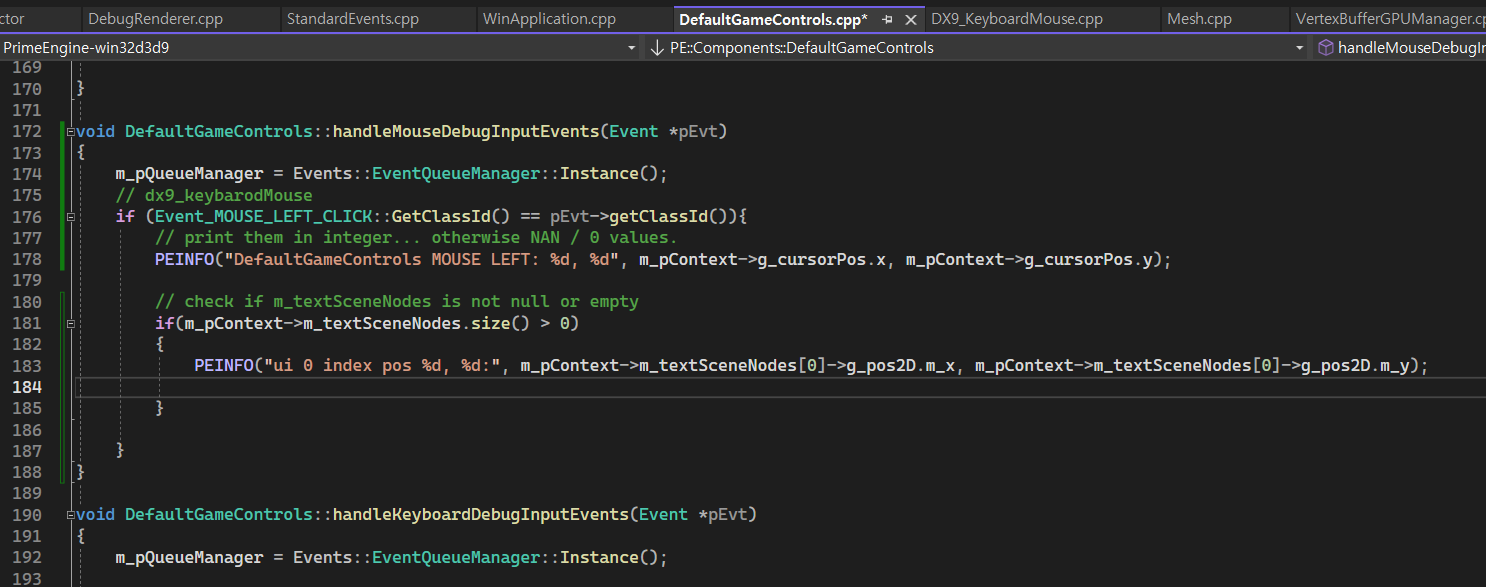 ctor DebugRenderer.cpp StandardEvents.cpp WinApplication.cpp DefaultGameControls.cpp* DX9_KeyboardMouse.cpp Mesh.cpp VertexBufferGPUManager.cp
PrimeEngine-win32d3d9 PE::Components::DefaultGameControls handleMouseDebugIn
169
170 }
171
172 void DefaultGameControls::handleMouseDebugInputEvents(Event *pEvt)
173 {
174 m_pQueueManager = Events::EventQueueManager::Instance();
175 // dx9_keybarodMouse
176 if (Event_MOUSE_LEFT_CLICK::GetClassId() == pEvt->getClassId()){
177 // print them in integer... otherwise NAN / 0 values.
178 PEINFO("DefaultGameControls MOUSE LEFT: %d, %d", m_pContext->g_cursorPos.x, m_pContext->g_cursorPos.y);
179
180 // check if m_textSceneNodes is not null or empty
181 if(m_pContext->m_textSceneNodes.size() > 0)
182 {
183 PEINFO("ui 0 index pos %d, %d:", m_pContext->m_textSceneNodes[0]->g_pos2D.m_x, m_pContext->m_textSceneNodes[0]->g_pos2D.m_y);
184
185 }
186
187 }
188 }
189
190 void DefaultGameControls::handleKeyboardDebugInputEvents(Event *pEvt)
191 {
192 m_pQueueManager = Events::EventQueueManager::Instance();
193